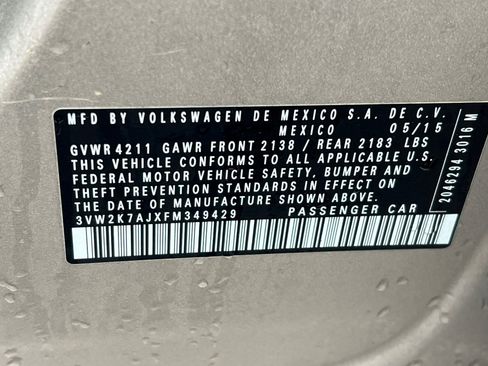 MFD BY VOLKSWAGEN DE MEXICO S.A. DE C.V.
MEXICO 05/15
GVWR 4211 GAWR FRONT 2138 / REAR 2183 LBS
THIS VEHICLE CONFORMS TO ALL APPLICABLE U.S.
FEDERAL MOTOR VEHICLE SAFETY, BUMPER AND
THEFT PREVENTION STANDARDS IN EFFECT ON
THE DATE OF MANUFACTURE SHOWN ABOVE.
3VW2K7AJXFM349429 PASSENGER CAR
2046294 3016 M